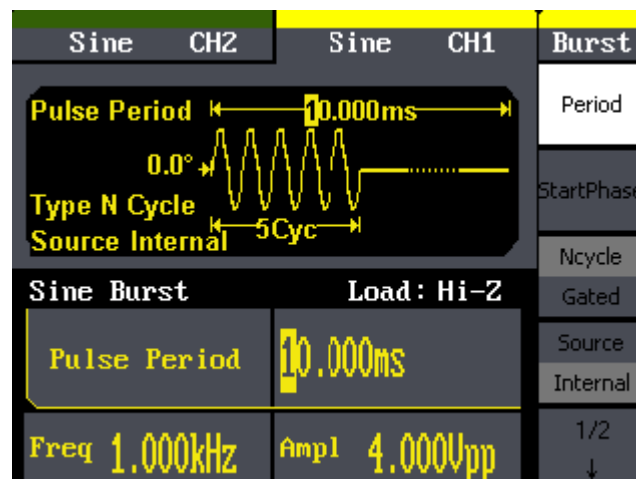 Sine CH2
Sine CH1
Burst
Pulse Period 10.000ms
0.0°
Type N Cycle
Source Internal
5Cyc
Sine Burst Load: Hi-Z
Pulse Period 10.000ms
Freq 1.000kHz
Ampl 4.000Vpp
Period
StartPhase
Ncycle
Gated
Source
Internal
1/2
↓